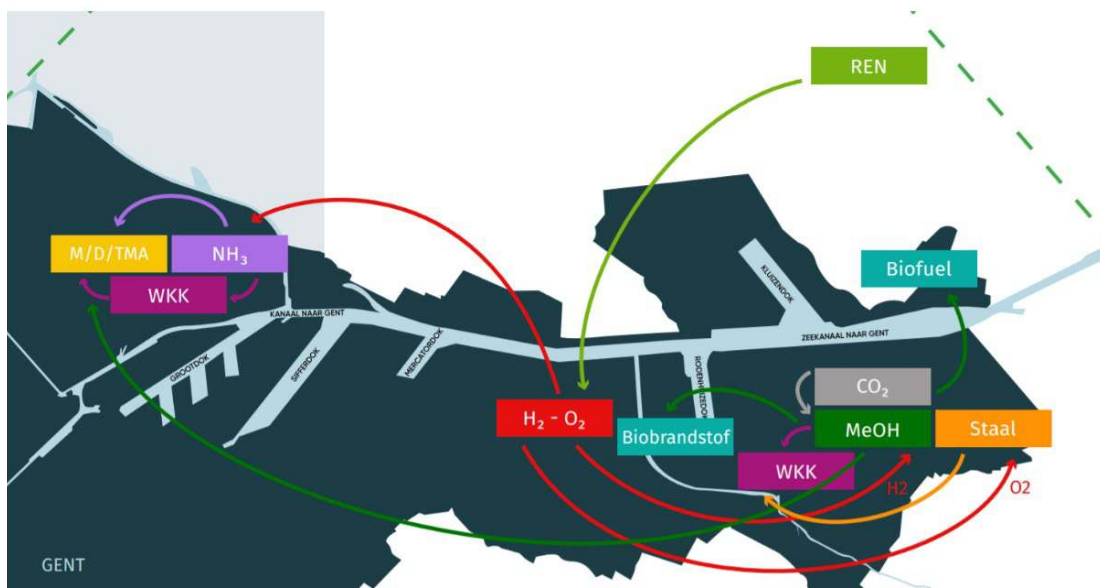 REN
M/D/TMA
NH₃
WKK
Biofuel
KLUIZENDOK
KANAAL NAAR GENT
ZEEKANAAL NAAR GENT
GROOTDOK
SIFFERDOK
MERCATORDOK
RODENHUIZEDOK
CO₂
H₂ - O₂
Biobrandstof
MeOH
Staal
WKK
H2
O2
GENT